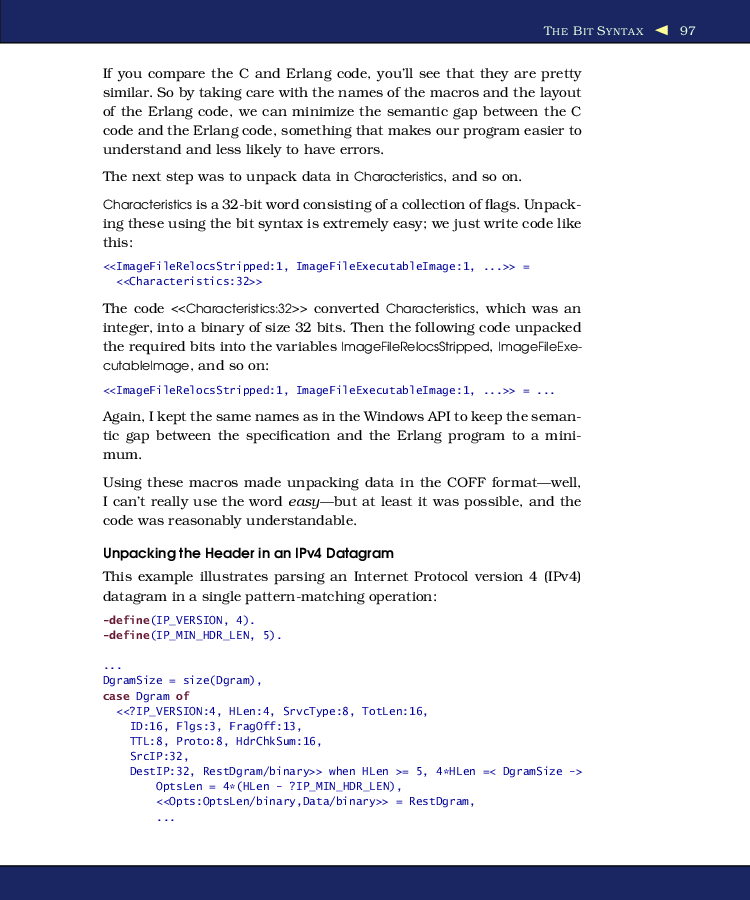 The Bit Syntax ◀ 97
If you compare the C and Erlang code, you'll see that they are pretty
similar. So by taking care with the names of the macros and the layout
of the Erlang code, we can minimize the semantic gap between the C
code and the Erlang code, something that makes our program easier to
understand and less likely to have errors.
The next step was to unpack data in Characteristics, and so on.
Characteristics is a 32-bit word consisting of a collection of flags. Unpack-
ing these using the bit syntax is extremely easy; we just write code like
this:
<<ImageFileRelocsStripped:1, ImageFileExecutableImage:1, ...>> =
<<Characteristics:32>>
The code <<Characteristics:32>> converted Characteristics, which was an
integer, into a binary of size 32 bits. Then the following code unpacked
the required bits into the variables ImageFileRelocsStripped, ImageFileExe-
cutableImage, and so on:
<<ImageFileRelocsStripped:1, ImageFileExecutableImage:1, ...>> = ...
Again, I kept the same names as in the Windows API to keep the seman-
tic gap between the specification and the Erlang program to a mini-
mum.
Using these macros made unpacking data in the COFF format—well,
I can't really use the word easy—but at least it was possible, and the
code was reasonably understandable.
Unpacking the Header in an IPv4 Datagram
This example illustrates parsing an Internet Protocol version 4 (IPv4)
datagram in a single pattern-matching operation:
-define(IP_VERSION, 4).
-define(IP_MIN_HDR_LEN, 5).
...
DgramSize = size(Dgram),
case Dgram of
<<?IP_VERSION:4, HLen:4, SrvcType:8, TotLen:16,
ID:16, Flgs:3, FragOff:13,
TTL:8, Proto:8, HdrChkSum:16,
SrcIP:32,
DestIP:32, RestDgram/binary>> when HLen >= 5, 4*HLen =< DgramSize ->
OptsLen = 4*(HLen - ?IP_MIN_HDR_LEN),
<<Opts:OptsLen/binary,Data/binary>> = RestDgram,
...